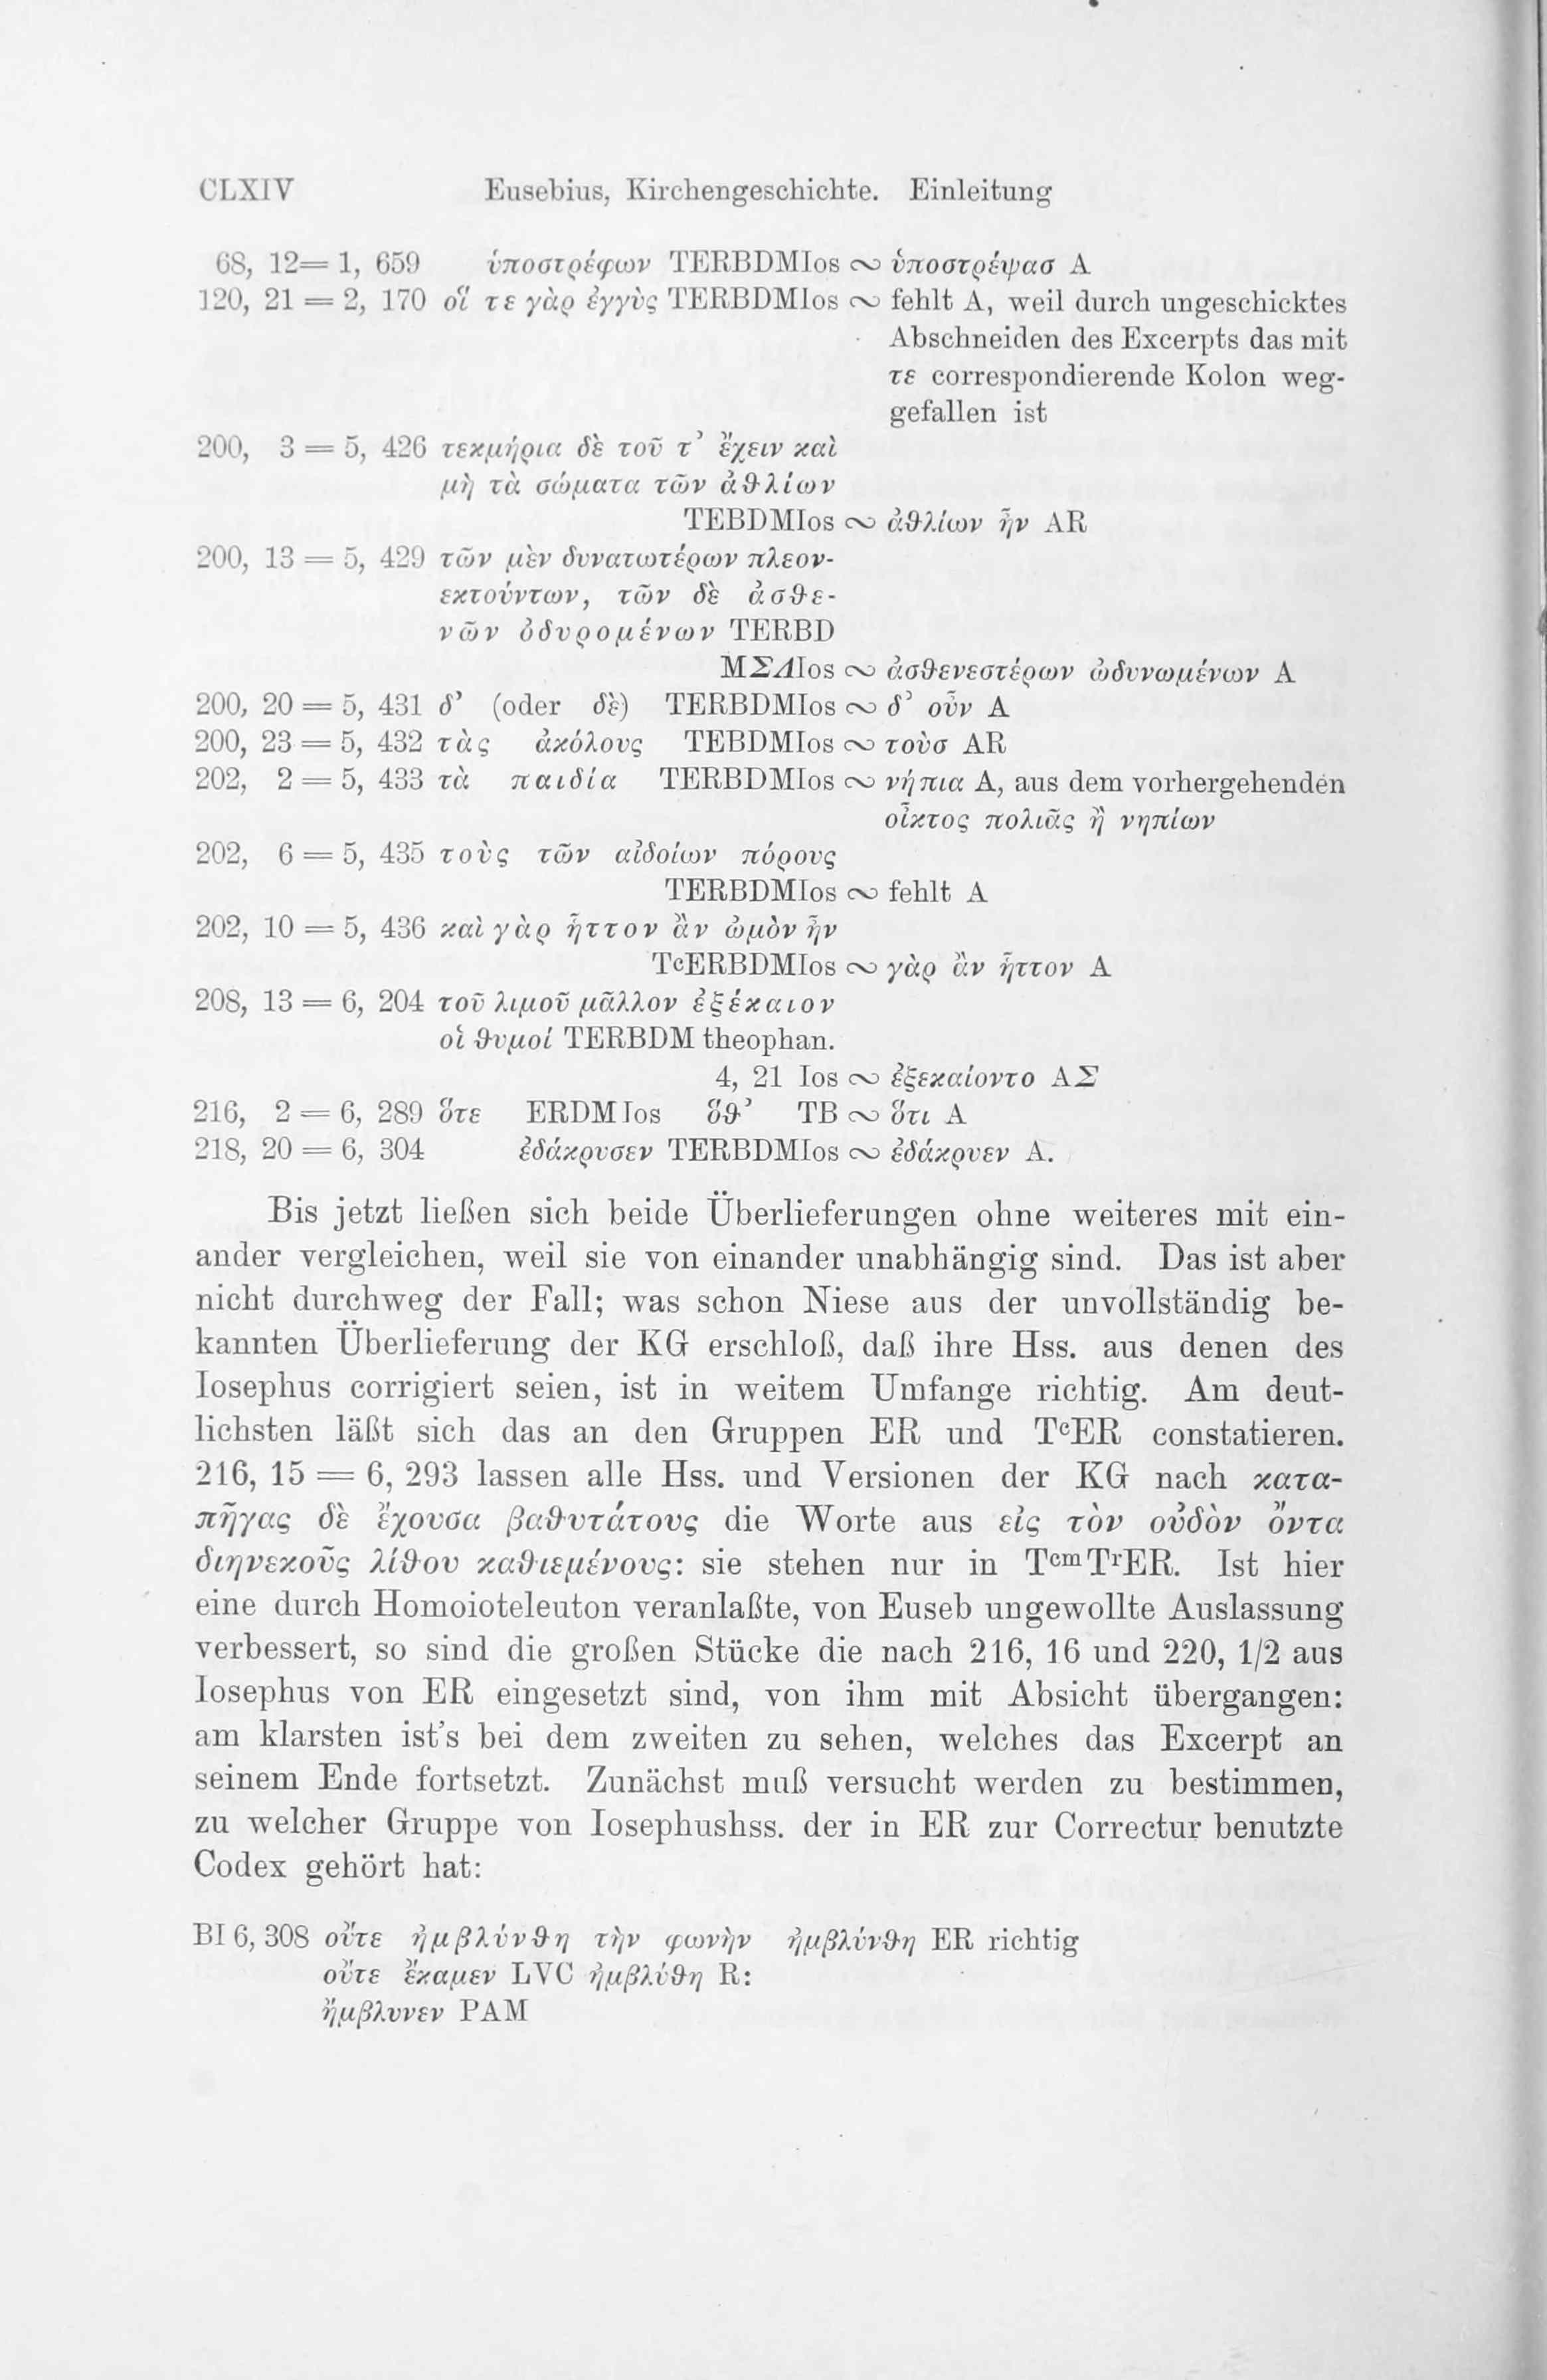 CLXIV Eusebius, Kirchengeschichte. Einleitung
68, 12 = 1, 659 ὑποστρέφων TERBDMIos ∾ ὑποστρέψασ A
120, 21 = 2, 170 οἵ τε γὰρ ἐγγὺς TERBDMIos ∾ fehlt A, weil durch ungeschicktes
Abschneiden des Excerpts das mit
τε correspondierende Kolon weg-
gefallen ist
200, 3 = 5, 426 τεκμήρια δὲ τοῦ τ’ ἔχειν καὶ
μὴ τὰ σώματα τῶν ἀθλίων
TEBDMIos ∾ ἀθλίων ἦν AR
200, 13 = 5, 429 τῶν μὲν δυνατωτέρων πλεον-
εκτούντων, τῶν δὲ ἀσθε-
νῶν ὀδυρομένων TERBD
MΣΛIos ∾ ἀσθενεστέρων ὠδυνωμένων A
200, 20 = 5, 431 δ’ (oder δὲ) TERBDMIos ∾ δ’ οὖν A
200, 23 = 5, 432 τὰς ἀκόλους TEBDMIos ∾ τοὺσ AR
202, 2 = 5, 433 τὰ παιδία TERBDMIos ∾ νήπια A, aus dem vorhergehenden
οἶκτος πολιᾶς ἢ νηπίων
202, 6 = 5, 435 τοὺς τῶν αἰδοίων πόρους
TERBDMIos ∾ fehlt A
202, 10 = 5, 436 καὶ γὰρ ἧττον ἂν ὠμὸν ἦν
TᶜERBDMIos ∾ γὰρ ἂν ἧττον A
208, 13 = 6, 204 τοῦ λιμοῦ μᾶλλον ἐξέκαιον
οἱ θυμοί TERBDM theophan.
4, 21 Ios ∾ ἐξεκαίοντο AΣ
216, 2 = 6, 289 ὅτε ERDMIos ὅθ’ TB ∾ ὅτι A
218, 20 = 6, 304 ἐδάκρυσεν TERBDMIos ∾ ἐδάκρυεν A.
Bis jetzt ließen sich beide Überlieferungen ohne weiteres mit ein-
ander vergleichen, weil sie von einander unabhängig sind. Das ist aber
nicht durchweg der Fall; was schon Niese aus der unvollständig be-
kannten Überlieferung der KG erschloß, daß ihre Hss. aus denen des
Iosephus corrigiert seien, ist in weitem Umfange richtig. Am deut-
lichsten läßt sich das an den Gruppen ER und TᶜER constatieren.
216, 15 = 6, 293 lassen alle Hss. und Versionen der KG nach κατα-
πῆγας δὲ ἔχουσα βαθυτάτους die Worte aus εἰς τὸν οὐδὸν ὄντα
διηνεκοῦς λίθου καθιεμένους: sie stehen nur in TᶜᵐTʳER. Ist hier
eine durch Homoioteleuton veranlaßte, von Euseb ungewollte Auslassung
verbessert, so sind die großen Stücke die nach 216, 16 und 220, 1/2 aus
Iosephus von ER eingesetzt sind, von ihm mit Absicht übergangen:
am klarsten ist’s bei dem zweiten zu sehen, welches das Excerpt an
seinem Ende fortsetzt. Zunächst muß versucht werden zu bestimmen,
zu welcher Gruppe von Iosephushss. der in ER zur Correctur benutzte
Codex gehört hat:
BI 6, 308 οὔτε ἠμβλύνθη τὴν φωνὴν ἠμβλύνθη ER richtig
οὔτε ἔκαμεν LVC ἠμβλύθη R:
ἤμβλυνεν PAM